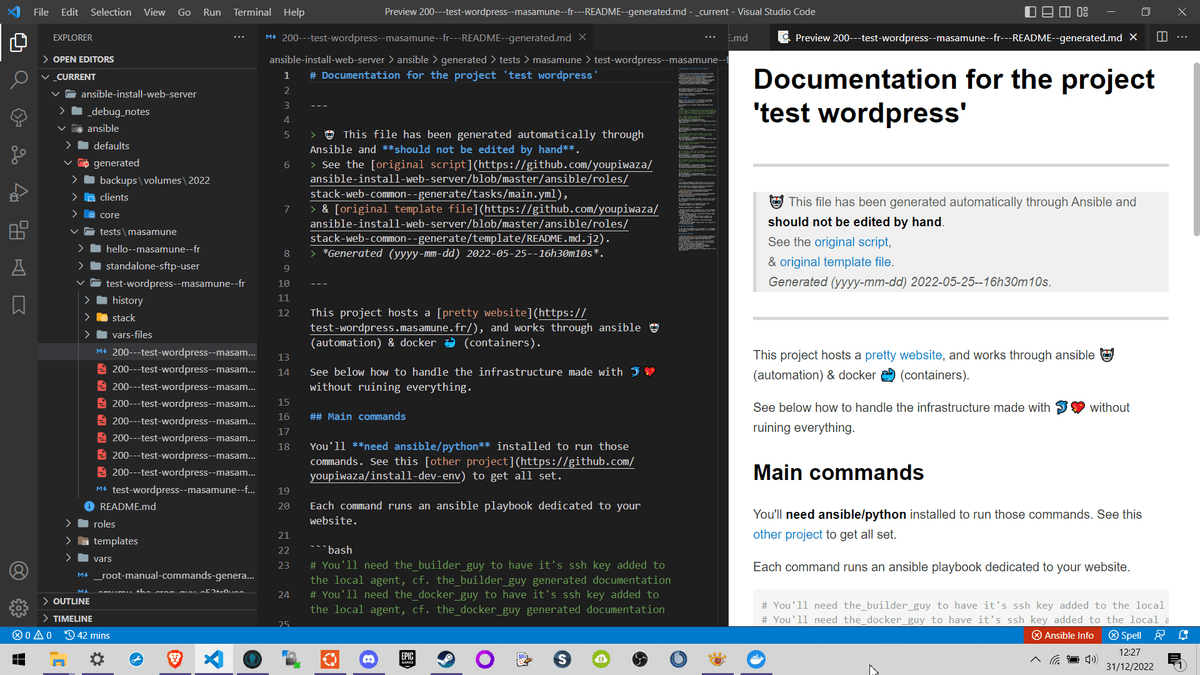 File Edit Selection View Go Run Terminal Help
Preview 200---test-wordpress--masamune--fr---README--generated.md - _current - Visual Studio Code
EXPLORER
OPEN EDITORS
_CURRENT
ansible-install-web-server
_debug_notes
ansible
defaults
generated
backups\volumes\2022
clients
core
tests\masamune
hello--masamune--fr
standalone-sftp-user
test-wordpress--masamune--fr
history
stack
vars-files
200---test-wordpress--masam...
200---test-wordpress--masam...
200---test-wordpress--masam...
200---test-wordpress--masam...
200---test-wordpress--masam...
200---test-wordpress--masam...
200---test-wordpress--masam...
200---test-wordpress--masam...
test-wordpress--masamune--f...
README.md
roles
templates
vars
__root-manual-commands-genera...
OUTLINE
TIMELINE
200---test-wordpress--masamune--fr---README--generated.md
ansible-install-web-server > ansible > generated > tests > masamune > test-wordpress--masamune--f
1 # Documentation for the project 'test wordpress'
2
3 ---
4
5 > 🤖 This file has been generated automatically through
Ansible and **should not be edited by hand**.
6 > See the [original script](https://github.com/youpiwaza/
ansible-install-web-server/blob/master/ansible/roles/
stack-web-common--generate/tasks/main.yml),
7 > & [original template file](https://github.com/youpiwaza/
ansible-install-web-server/blob/master/ansible/roles/
stack-web-common--generate/template/README.md.j2).
8 > *Generated (yyyy-mm-dd) 2022-05-25--16h30m10s*.
9
10 ---
11
12 This project hosts a [pretty website](https://
test-wordpress.masamune.fr/), and works through ansible 🤖
(automation) & docker 🐳 (containers).
13
14 See below how to handle the infrastructure made with 🐬 💖
without ruining everything.
15
16 ## Main commands
17
18 You'll **need ansible/python** installed to run those
commands. See this [other project](https://github.com/
youpiwaza/install-dev-env) to get all set.
19
20 Each command runs an ansible playbook dedicated to your
website.
21
22 ```bash
23 # You'll need the_builder_guy to have it's ssh key added to
the local agent, cf. the_builder_guy generated documentation
24 # You'll need the_docker_guy to have it's ssh key added to
the local agent, cf. the_docker_guy generated documentation
25
E.md
Preview 200---test-wordpress--masamune--fr---README--generated.md
Documentation for the project
'test wordpress'
This file has been generated automatically through Ansible and
should not be edited by hand.
See the original script,
& original template file.
Generated (yyyy-mm-dd) 2022-05-25--16h30m10s.
This project hosts a pretty website, and works through ansible 🤖
(automation) & docker 🐳 (containers).
See below how to handle the infrastructure made with 🐬💖 without
ruining everything.
Main commands
You'll need ansible/python installed to run those commands. See this
other project to get all set.
Each command runs an ansible playbook dedicated to your website.
# You'll need the_builder_guy to have it's ssh key added to the local
# You'll need the_docker_guy to have it's ssh key added to the local a
0 0 42 mins
Ansible Info
Spell
EPIC
GAMES
12:27
31/12/2022
1